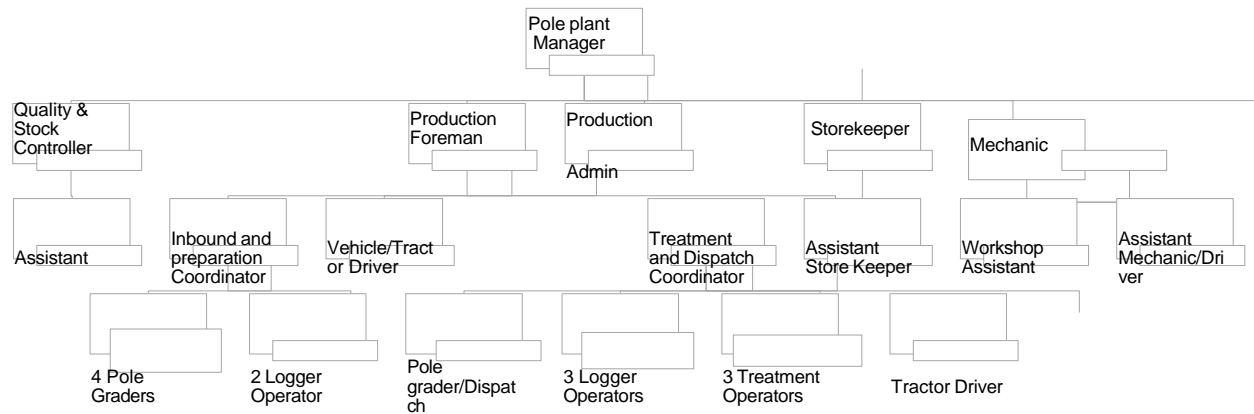 Pole plant
Manager
Quality &
Stock
Controller
Production
Foreman
Production
Admin
Storekeeper
Mechanic
Assistant
Inbound and
preparation
Coordinator
Vehicle/Tract
or Driver
Treatment
and Dispatch
Coordinator
Assistant
Store Keeper
Workshop
Assistant
Assistant
Mechanic/Dri
ver
4 Pole
Graders
2 Logger
Operator
Pole
grader/Dispat
ch
3 Logger
Operators
3 Treatment
Operators
Tractor Driver